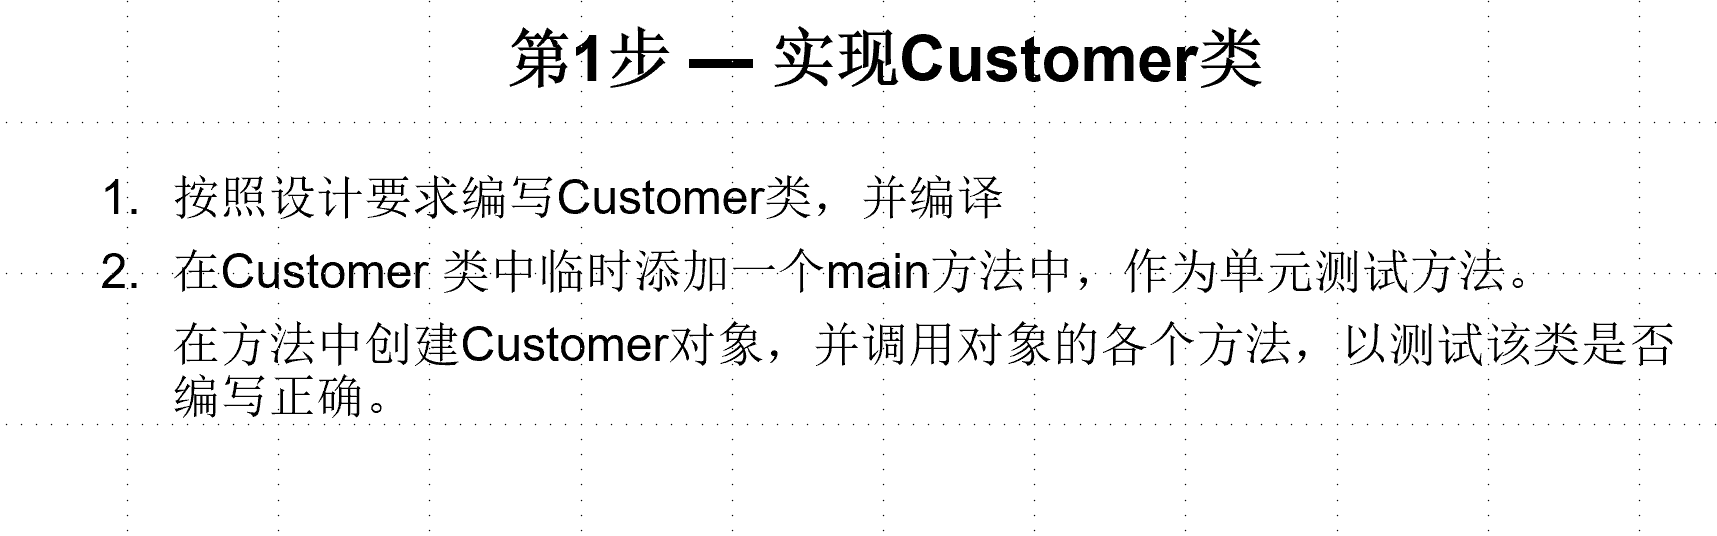 第1步 — 实现Customer类
1. 按照设计要求编写Customer类，并编译
2. 在Customer 类中临时添加一个main方法中，作为单元测试方法。
在方法中创建Customer对象，并调用对象的各个方法，以测试该类是否
编写正确。